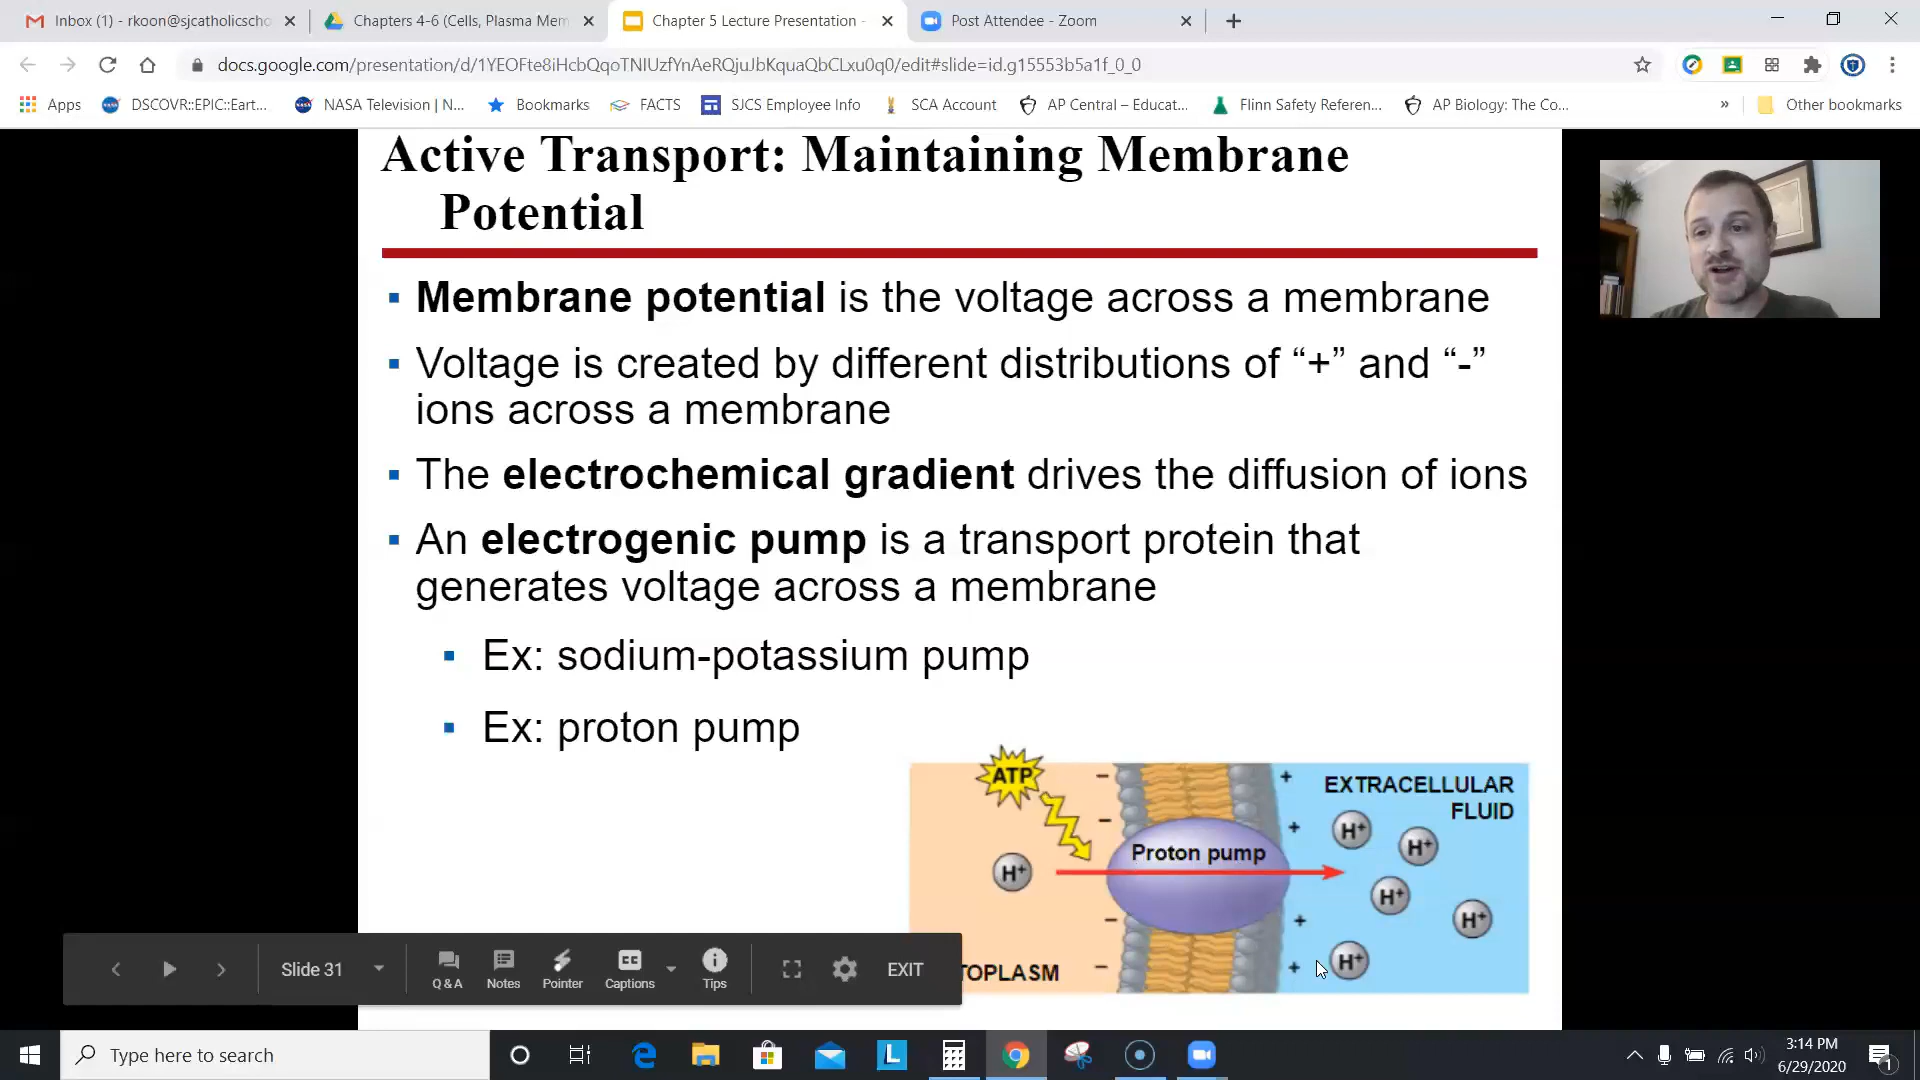 Inbox (1) - rkoon@sjcatholicscho
Chapters 4-6 (Cells, Plasma Mem
Chapter 5 Lecture Presentation -
Post Attendee - Zoom
docs.google.com/presentation/d/1YEOFte8iHcbQqoTNIUzfYnAeRQjuJbKquaQbCLxu0q0/edit#slide=id.g15553b5a1f_0_0
Apps
DSCOVR::EPIC::Eart...
NASA Television | N...
Bookmarks
FACTS
SJCS Employee Info
SCA Account
AP Central – Educat...
Flinn Safety Referen...
AP Biology: The Co...
»
Other bookmarks
Active Transport: Maintaining Membrane
Potential
▪ Membrane potential is the voltage across a membrane
▪ Voltage is created by different distributions of “+” and “-”
ions across a membrane
▪ The electrochemical gradient drives the diffusion of ions
▪ An electrogenic pump is a transport protein that
generates voltage across a membrane
▪ Ex: sodium-potassium pump
▪ Ex: proton pump
ATP
− +
EXTRACELLULAR
FLUID
− +
H⁺ H⁺
Proton pump
H⁺
H⁺
− +
H⁺
TOPLASM
− +
H⁺
Slide 31
Q & A
Notes
Pointer
CC
Captions
Tips
EXIT
Type here to search
L
3:14 PM
6/29/2020
1